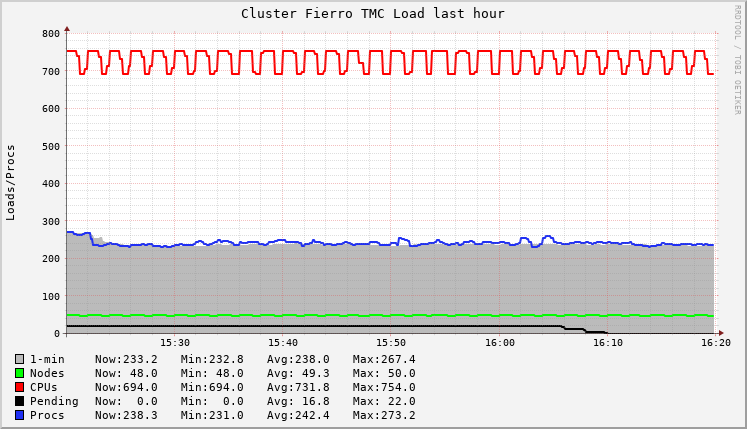 Cluster Fierro TMC Load last hour
RRDTOOL / TOBI OETIKER
Loads/Procs
800
700
600
500
400
300
200
100
0
15:30 15:40 15:50 16:00 16:10 16:20
1-min Now:233.2 Min:232.8 Avg:238.0 Max:267.4
Nodes Now: 48.0 Min: 48.0 Avg: 49.3 Max: 50.0
CPUs Now:694.0 Min:694.0 Avg:731.8 Max:754.0
Pending Now: 0.0 Min: 0.0 Avg: 16.8 Max: 22.0
Procs Now:238.3 Min:231.0 Avg:242.4 Max:273.2